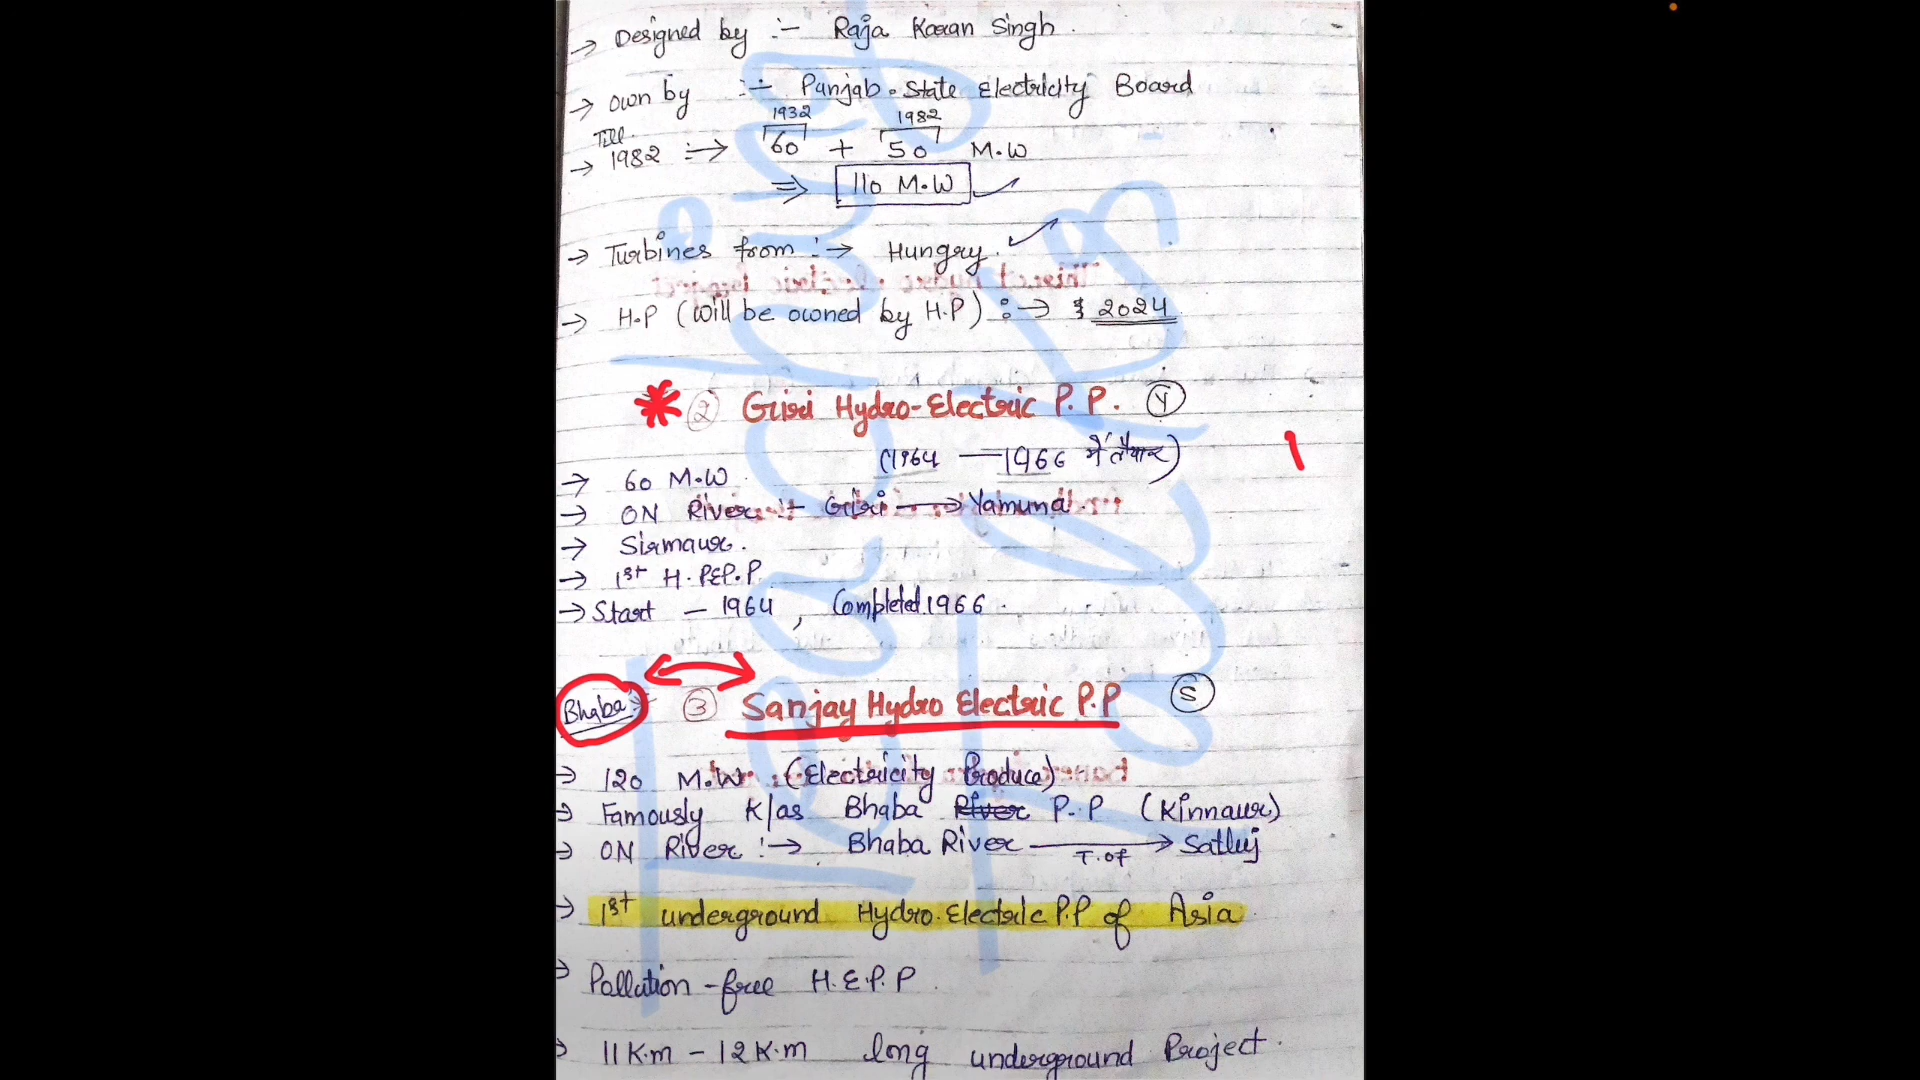 → Designed by :- Raja Karan Singh.
→ Own by :- Panjab State Electricity Board
1932 1982
Till
→ 1982 :→ 60 + 50 M.W
⇒ 110 M.W
→ Turbines from :→ Hungry.
→ H.P (Will be owned by H.P) :→ 2024
* 2 Giri Hydro-Electric P.P. Y
(1964 — 1966 में तैयार)
→ 60 M.W
→ ON River :- Giri → Yamuna.
→ Sirmaur.
→ 1st H.PEP.P
→ Start – 1964, Completed 1966.
Bhaba 3 Sanjay Hydro Electric P.P S
→ 120 M.W. (Electricity Produce)
→ Famously K/as Bhaba River P.P (Kinnaur)
→ ON River :→ Bhaba River → Satluj
T.of
→ 1st underground Hydro.Electric P.P of Asia
→ Pollution-free H.E.P.P
→ 11 K.m – 12 K.m long underground Project.